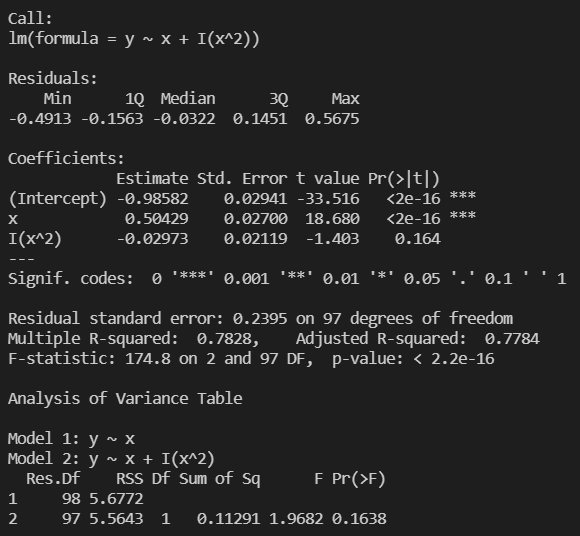 Call:
lm(formula = y ~ x + I(x^2))
Residuals:
    Min      1Q  Median      3Q     Max
-0.4913 -0.1563 -0.0322  0.1451  0.5675
Coefficients:
            Estimate Std. Error t value Pr(>|t|)
(Intercept) -0.98582    0.02941 -33.516   <2e-16 ***
x            0.50429    0.02700  18.680   <2e-16 ***
I(x^2)      -0.02973    0.02119  -1.403    0.164
---
Signif. codes:  0 '***' 0.001 '**' 0.01 '*' 0.05 '.' 0.1 ' ' 1
Residual standard error: 0.2395 on 97 degrees of freedom
Multiple R-squared:  0.7828,    Adjusted R-squared:  0.7784
F-statistic: 174.8 on 2 and 97 DF,  p-value: < 2.2e-16
Analysis of Variance Table
Model 1: y ~ x
Model 2: y ~ x + I(x^2)
  Res.Df    RSS Df Sum of Sq      F Pr(>F)
1     98 5.6772
2     97 5.5643  1   0.11291 1.9682 0.1638